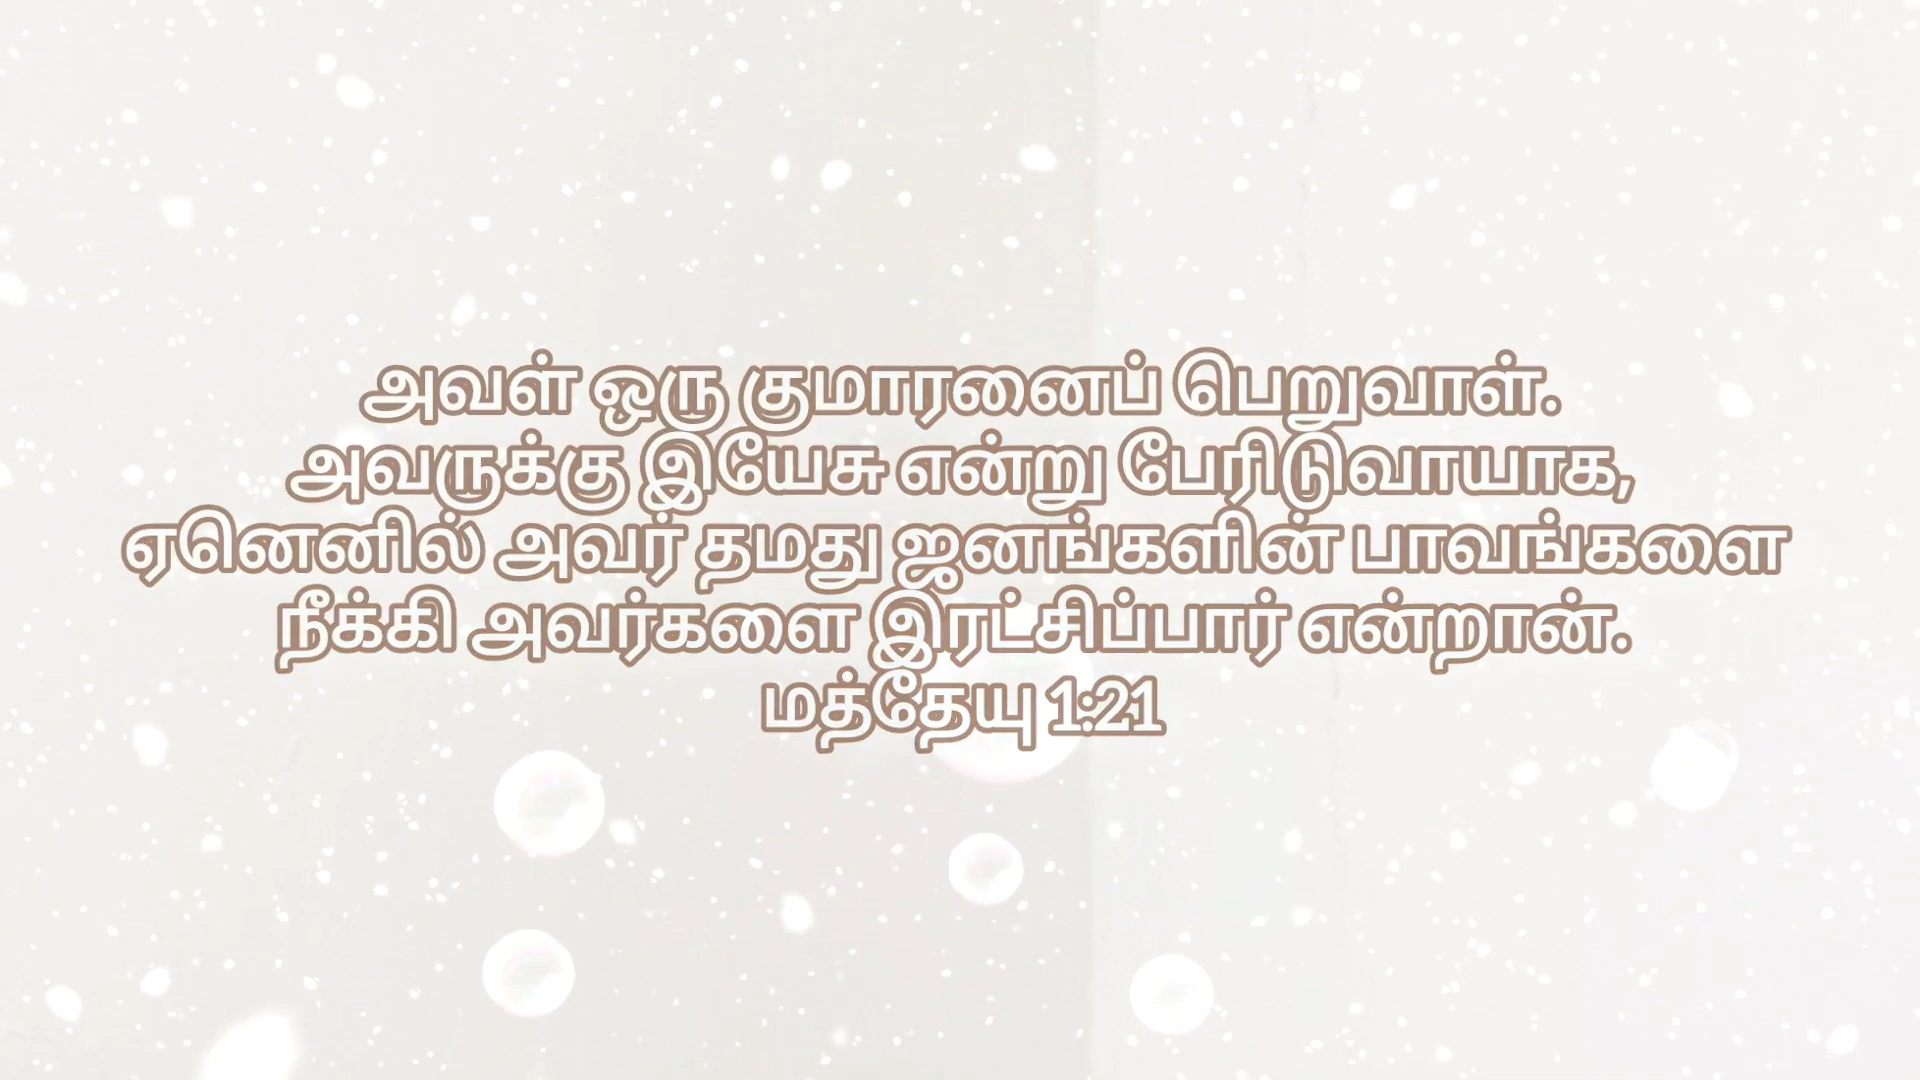 அவள் ஒரு குமாரனைப் பெறுவாள்.
அவருக்கு இயேசு என்று பேரிடுவாயாக,
ஏனெனில் அவர் தமது ஜனங்களின் பாவங்களை
நீக்கி அவர்களை இரட்சிப்பார் என்றான்.
மத்தேயு 1:21